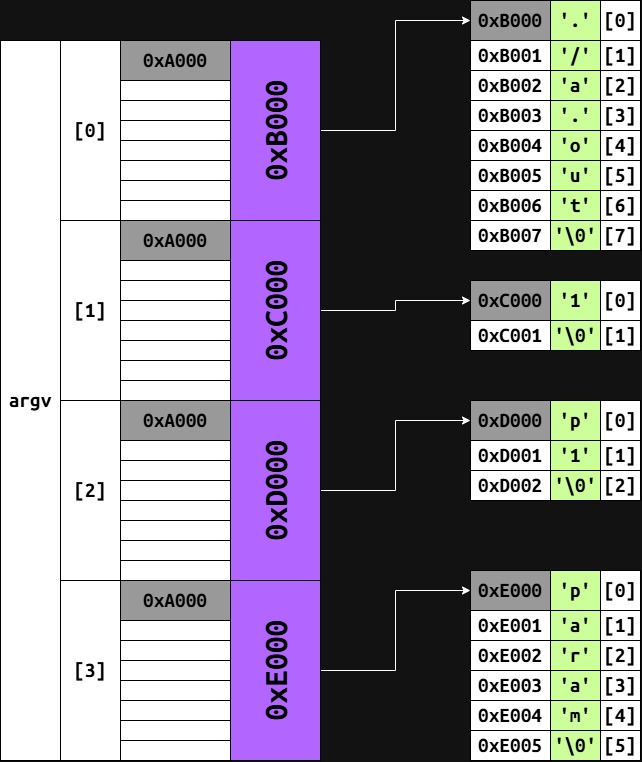 argv
[0]
0xA000
0xB000
[1]
0xA000
0xC000
[2]
0xA000
0xD000
[3]
0xA000
0xE000
0xB000 '.' [0]
0xB001 '/' [1]
0xB002 'a' [2]
0xB003 '.' [3]
0xB004 'o' [4]
0xB005 'u' [5]
0xB006 't' [6]
0xB007 '\0' [7]
0xC000 '1' [0]
0xC001 '\0' [1]
0xD000 'p' [0]
0xD001 '1' [1]
0xD002 '\0' [2]
0xE000 'p' [0]
0xE001 'a' [1]
0xE002 'r' [2]
0xE003 'a' [3]
0xE004 'm' [4]
0xE005 '\0' [5]